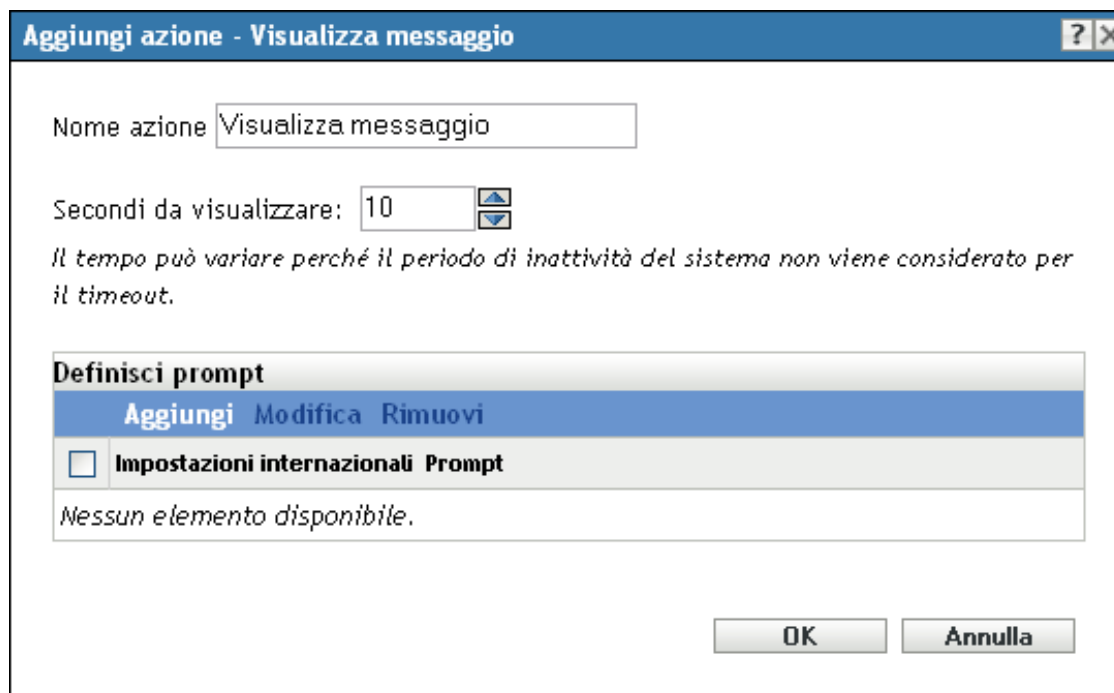 Aggiungi azione - Visualizza messaggio ?
Nome azione Visualizza messaggio
Secondi da visualizzare: 10
Il tempo può variare perché il periodo di inattività del sistema non viene considerato per
il timeout.
Definisci prompt
Aggiungi Modifica Rimuovi
Impostazioni internazionali Prompt
Nessun elemento disponibile.
OK Annulla